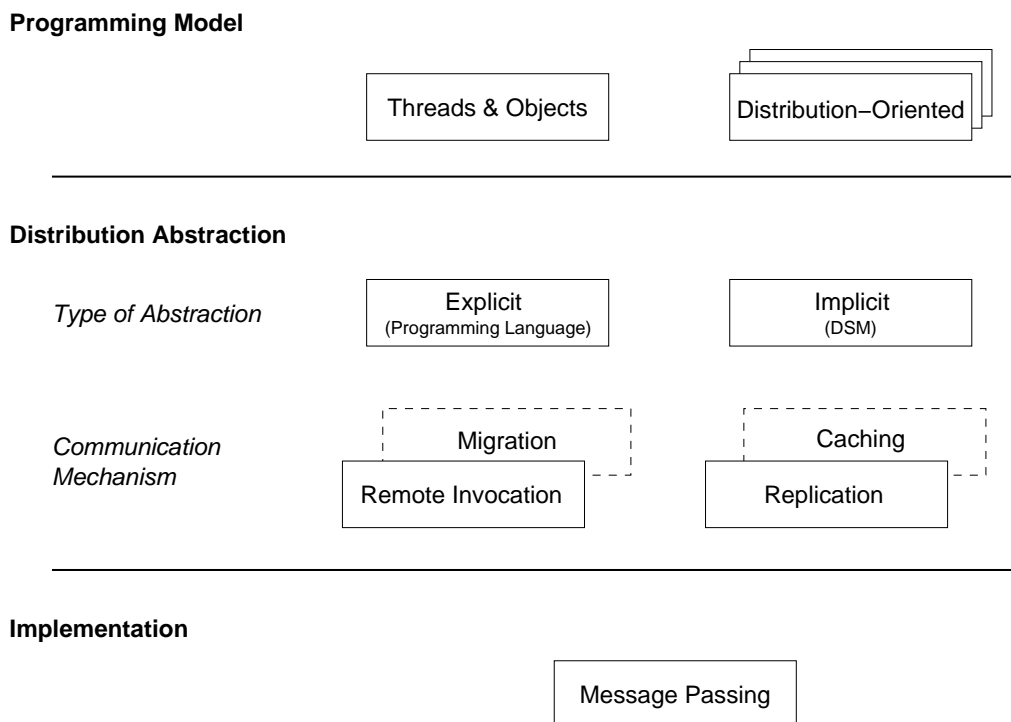 Programming Model
Threads & Objects
Distribution−Oriented
Distribution Abstraction
Type of Abstraction
Explicit
(Programming Language)
Implicit
(DSM)
Communication
Mechanism
Migration
Remote Invocation
Caching
Replication
Implementation
Message Passing